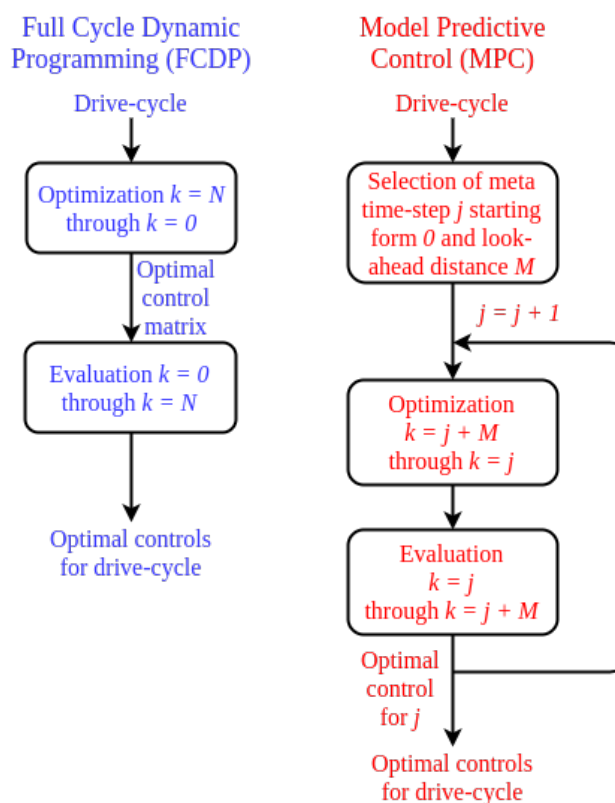 Full Cycle Dynamic
Programming (FCDP)
Drive-cycle
Optimization k = N
through k = 0
Optimal
control
matrix
Evaluation k = 0
through k = N
Optimal controls
for drive-cycle
Model Predictive
Control (MPC)
Drive-cycle
Selection of meta
time-step j starting
form 0 and look-
ahead distance M
j = j + 1
Optimization
k = j + M
through k = j
Evaluation
k = j
through k = j + M
Optimal
control
for j
Optimal controls
for drive-cycle